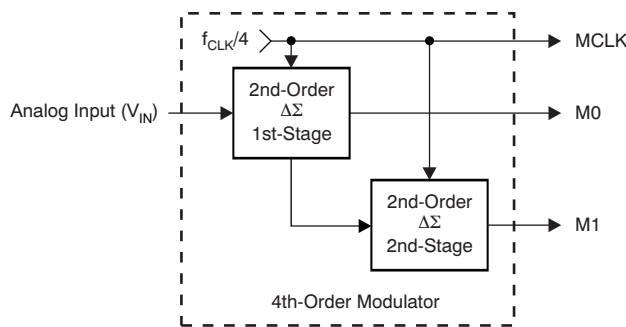 fCLK/4
MCLK
Analog Input (VIN)
2nd-Order
ΔΣ
1st-Stage
M0
2nd-Order
ΔΣ
2nd-Stage
M1
4th-Order Modulator